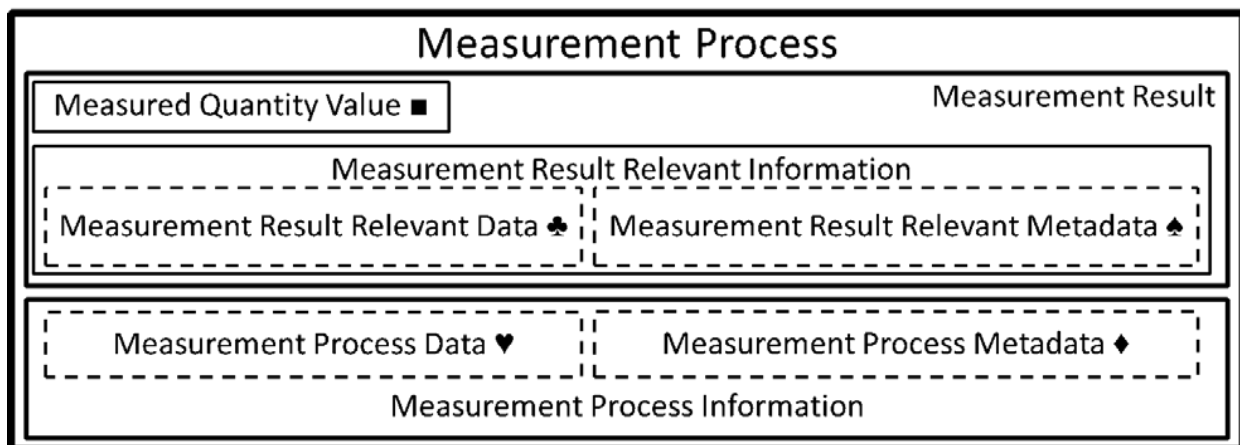 Measurement Process
Measured Quantity Value ■
Measurement Result
Measurement Result Relevant Information
Measurement Result Relevant Data ♣
Measurement Result Relevant Metadata ♠
Measurement Process Data ♥
Measurement Process Metadata ♦
Measurement Process Information